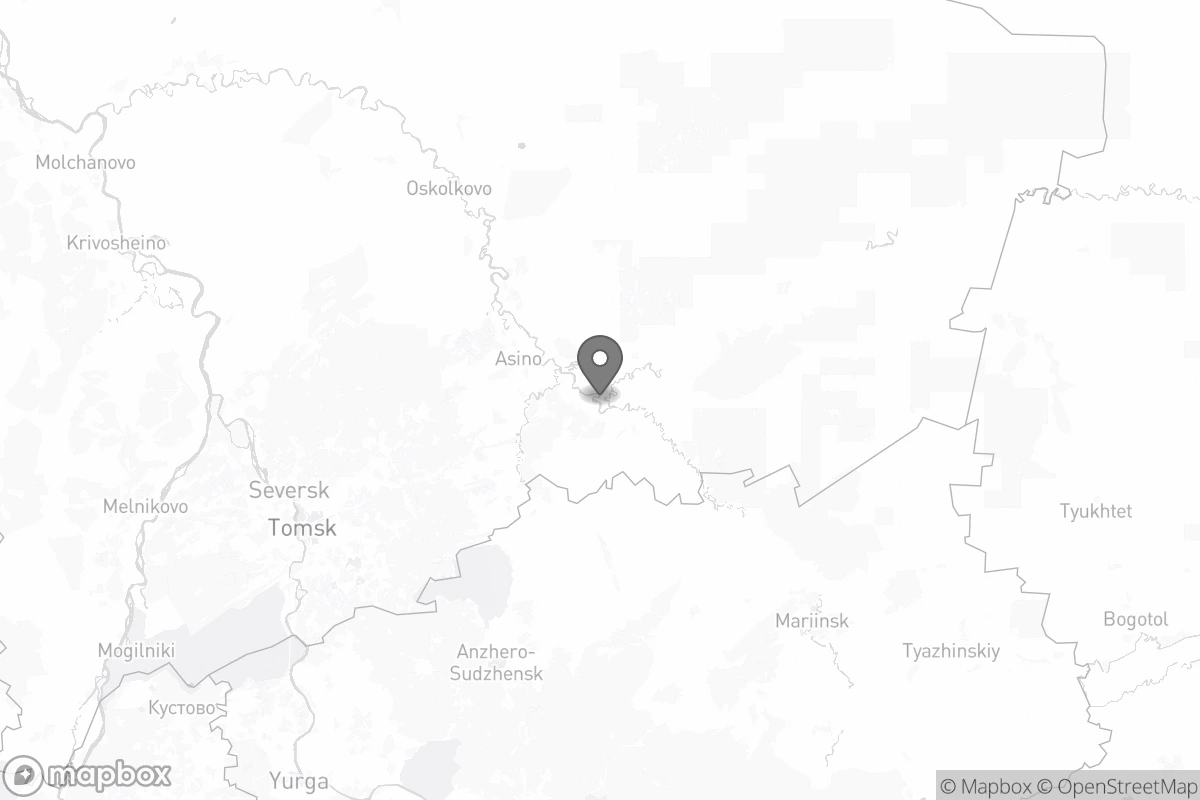 Molchanovo
Oskolkovo
Krivosheino
Asino
Seversk
Melnikovo
Tyukhtet
Tomsk
Mariinsk
Bogotol
Mogilniki
Anzhero-
Sudzhensk
Tyazhinskiy
Кустово
Yurga
mapbox
© Mapbox © OpenStreetMap